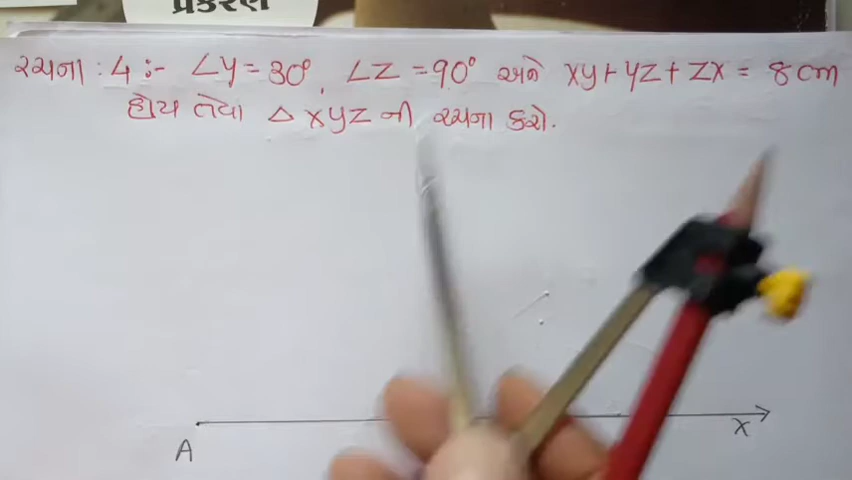 પ્રકરણ
રચના : 4 :- ∠Y = 30°, ∠Z = 90° અને XY + YZ + ZX = 8 cm
હોય તેવા △ XYZ ની રચના કરો.
A
X